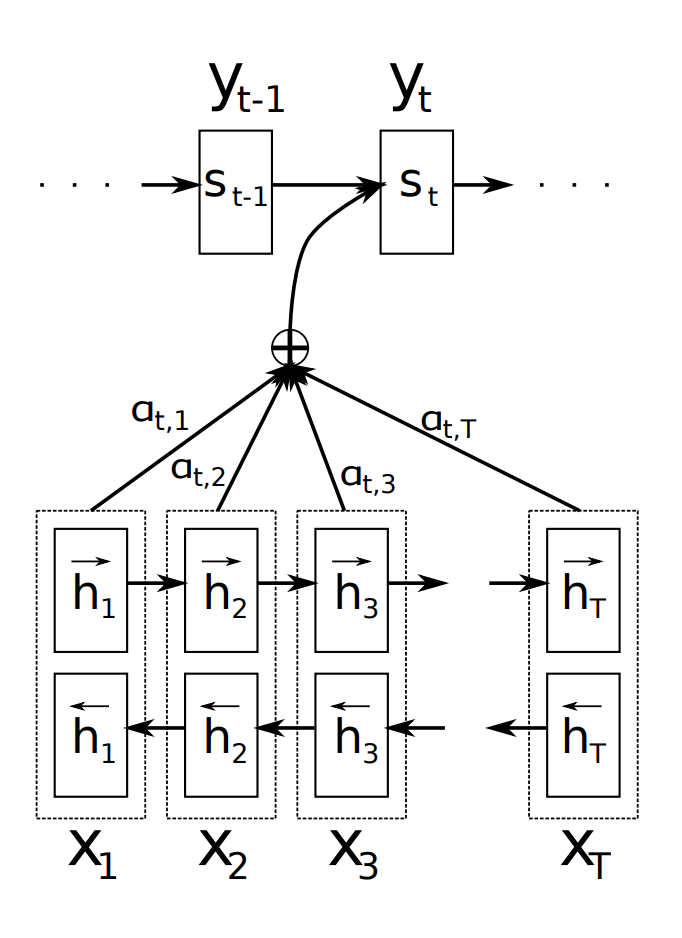 y_{t-1} y_t
. . . s_{t-1} s_t . . .
a_{t,1} a_{t,2} a_{t,3} a_{t,T}
\overrightarrow{h}_1 \overrightarrow{h}_2 \overrightarrow{h}_3 \overrightarrow{h}_T
\overleftarrow{h}_1 \overleftarrow{h}_2 \overleftarrow{h}_3 \overleftarrow{h}_T
x_1 x_2 x_3 x_T